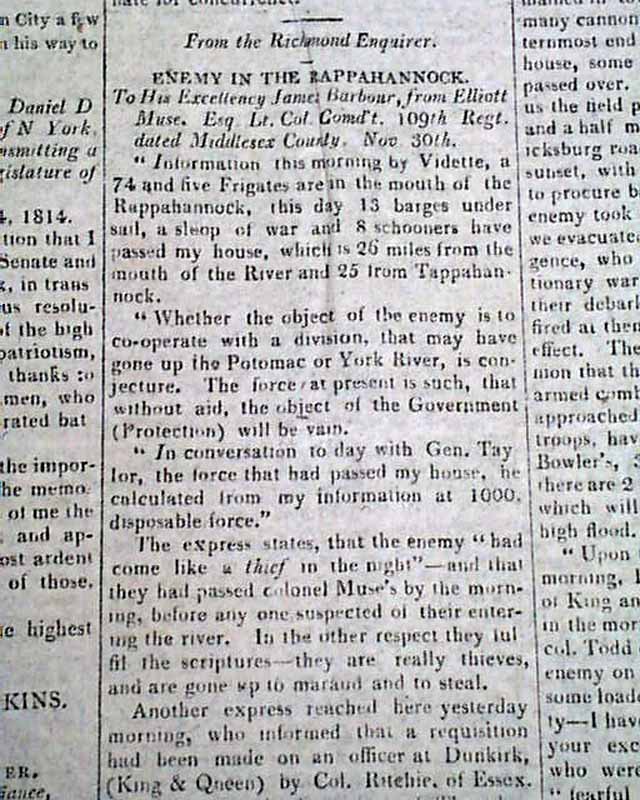 n City a few
n his way to
Daniel D
of N York,
nsmitting a
gislature of
4, 1814.
tion that I
Senate and
g, in trans
us resolu-
f the high
patriotism,
thanks to
men, who
rated bat
the impor-
he memo.
of me the
and ap-
ost ardent
of those,
e highest
KINS.
ER.
fiance,
nate for concurrence.
From the Richmond Enquirer.
ENEMY IN THE RAPPAHANNOCK.
To His Excellency James Barbour, from Elliott
Muse. Esq Lt. Col. Comd't. 109th Regt.
dated Middlesex County, Nov 30th.
" Information this morning by Vidette, a
74 and five Frigates are in the mouth of the
Rappahannock, this day 13 barges under
sail, a sloop of war and 8 schooners have
passed my house, which is 26 miles from the
mouth of the River and 25 from Tappahan-
nock.
" Whether the object of the enemy is to
co-operate with a division, that may have
gone up the Potomac or York River, is con-
jecture. The force at present is such, that
without aid, the object of the Government
(Protection) will be vain.
" In conversation to day with Gen. Tay
lor, the force that had passed my house, he
calculated from my information at 1000,
disposable force."
The express states, that the enemy "had
come like a thief in the night"—and that
they had passed colonel Muse's by the morn-
ing, before any one suspected of their enter-
ing the river. In the other respect they ful
fil the scriptures—they are really thieves,
and are gone up to maraud and to steal.
Another express reached here yesterday
morning, who informed that a requisition
had been made on an officer at Dunkirk,
(King & Queen) by Col. Ritchie, of Essex.
many cannon
ternmost end
house, some
passed over.
us the field p
and a half m
icksburg roa
sunset, with
to procure b
enemy took
we evacuated
gence, who
tionary war
their debark
fired at them
effect. The
mon that th
armed comb
approached
troops, hav
Bowler's, 3
there are 2
which will
high flood.
" Upon
morning, I
of King an
in the mor
col. Todd
enemy on
some loade
ty—I have
your exc
who were
" fearful